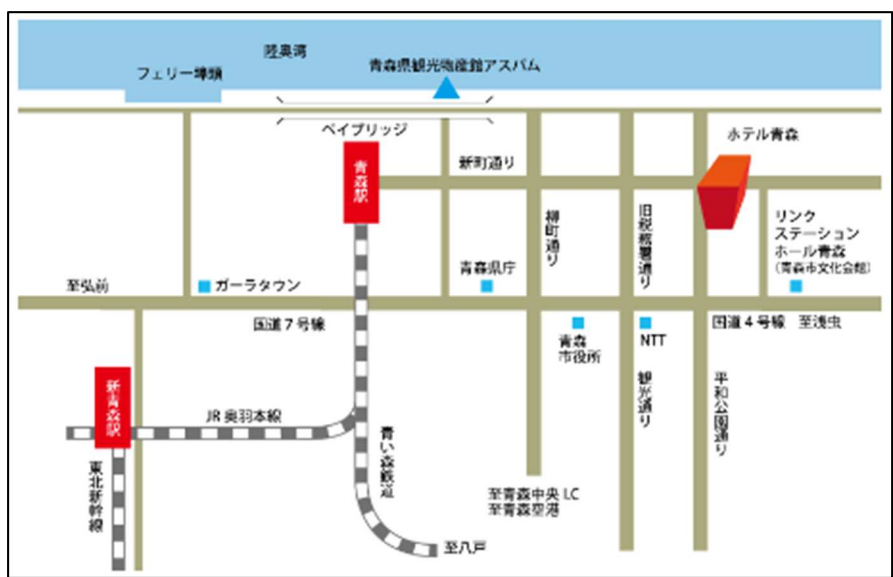 陸奥湾
フェリー埠頭
青森県観光物産館アスパム
ベイブリッジ
ホテル青森
新町通り
青森駅
柳町通り
旧税務署通り
リンク
ステーション
ホール青森
(青森市文化会館)
青森県庁
至弘前
ガーラタウン
国道7号線
国道4号線 至浅虫
青森
市役所
NTT
新青森駅
観光通り
平和公園通り
JR奥羽本線
青い森鉄道
東北新幹線
至青森中央I.C
至青森空港
至八戸